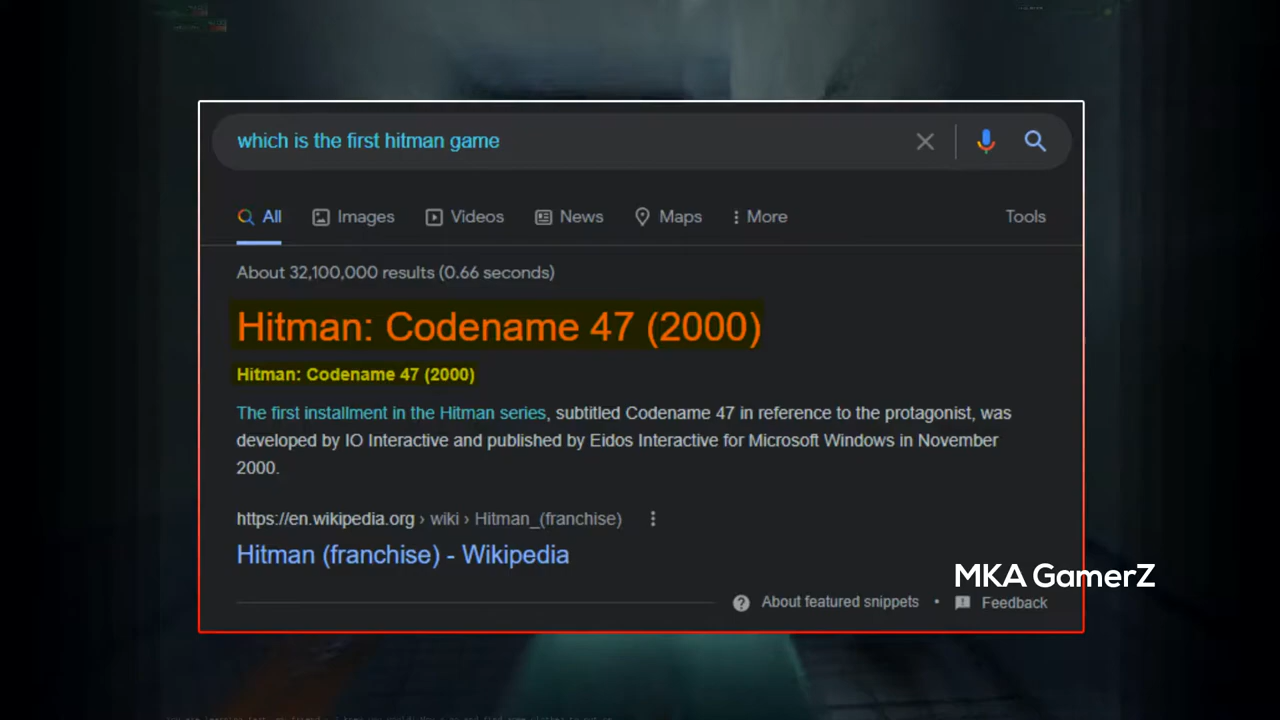 which is the first hitman game
All Images Videos News Maps More Tools
About 32,100,000 results (0.66 seconds)
Hitman: Codename 47 (2000)
Hitman: Codename 47 (2000)
The first installment in the Hitman series, subtitled Codename 47 in reference to the protagonist, was
developed by IO Interactive and published by Eidos Interactive for Microsoft Windows in November
2000.
https://en.wikipedia.org › wiki › Hitman_(franchise)
Hitman (franchise) - Wikipedia
MKA GamerZ
About featured snippets • Feedback